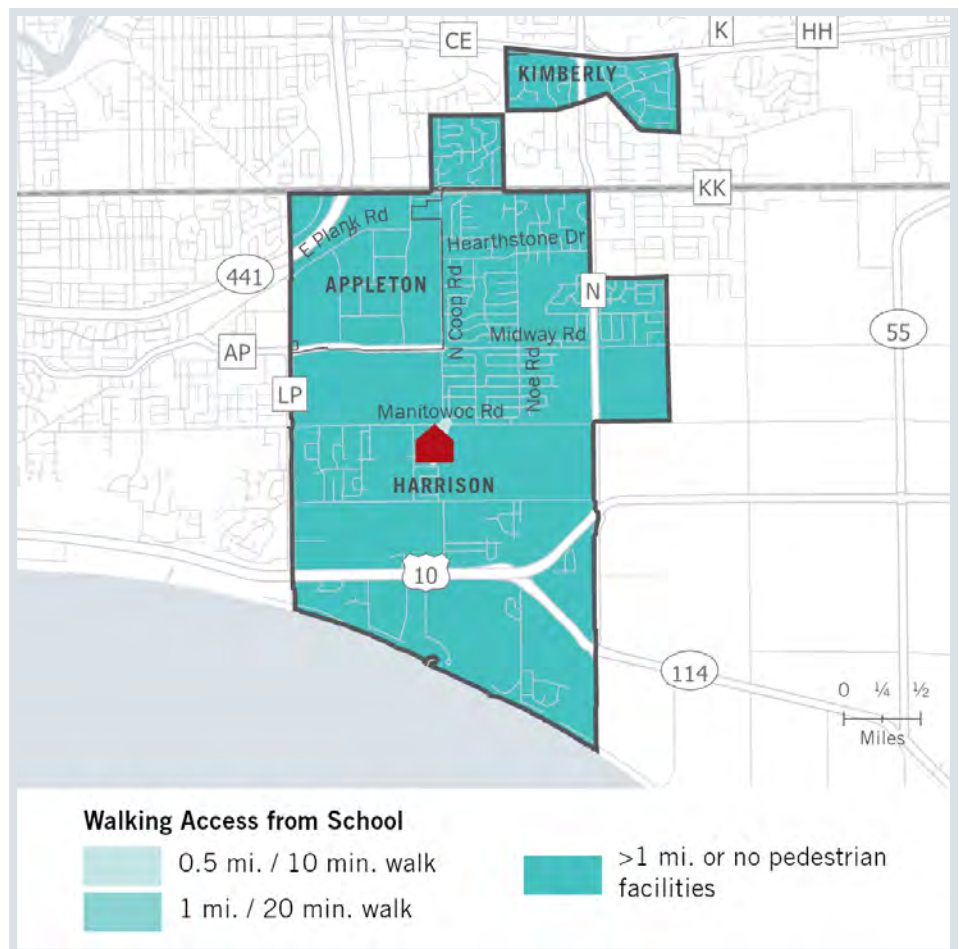 CE
K
HH
KIMBERLY
KK
E Plank Rd
Hearthstone Dr
441
APPLETON
N Coop Rd
N
Midway Rd
55
AP
Noe Rd
LP
Manitowoc Rd
HARRISON
10
114
0 ¼ ½
Miles
Walking Access from School
0.5 mi. / 10 min. walk
1 mi. / 20 min. walk
>1 mi. or no pedestrian
facilities